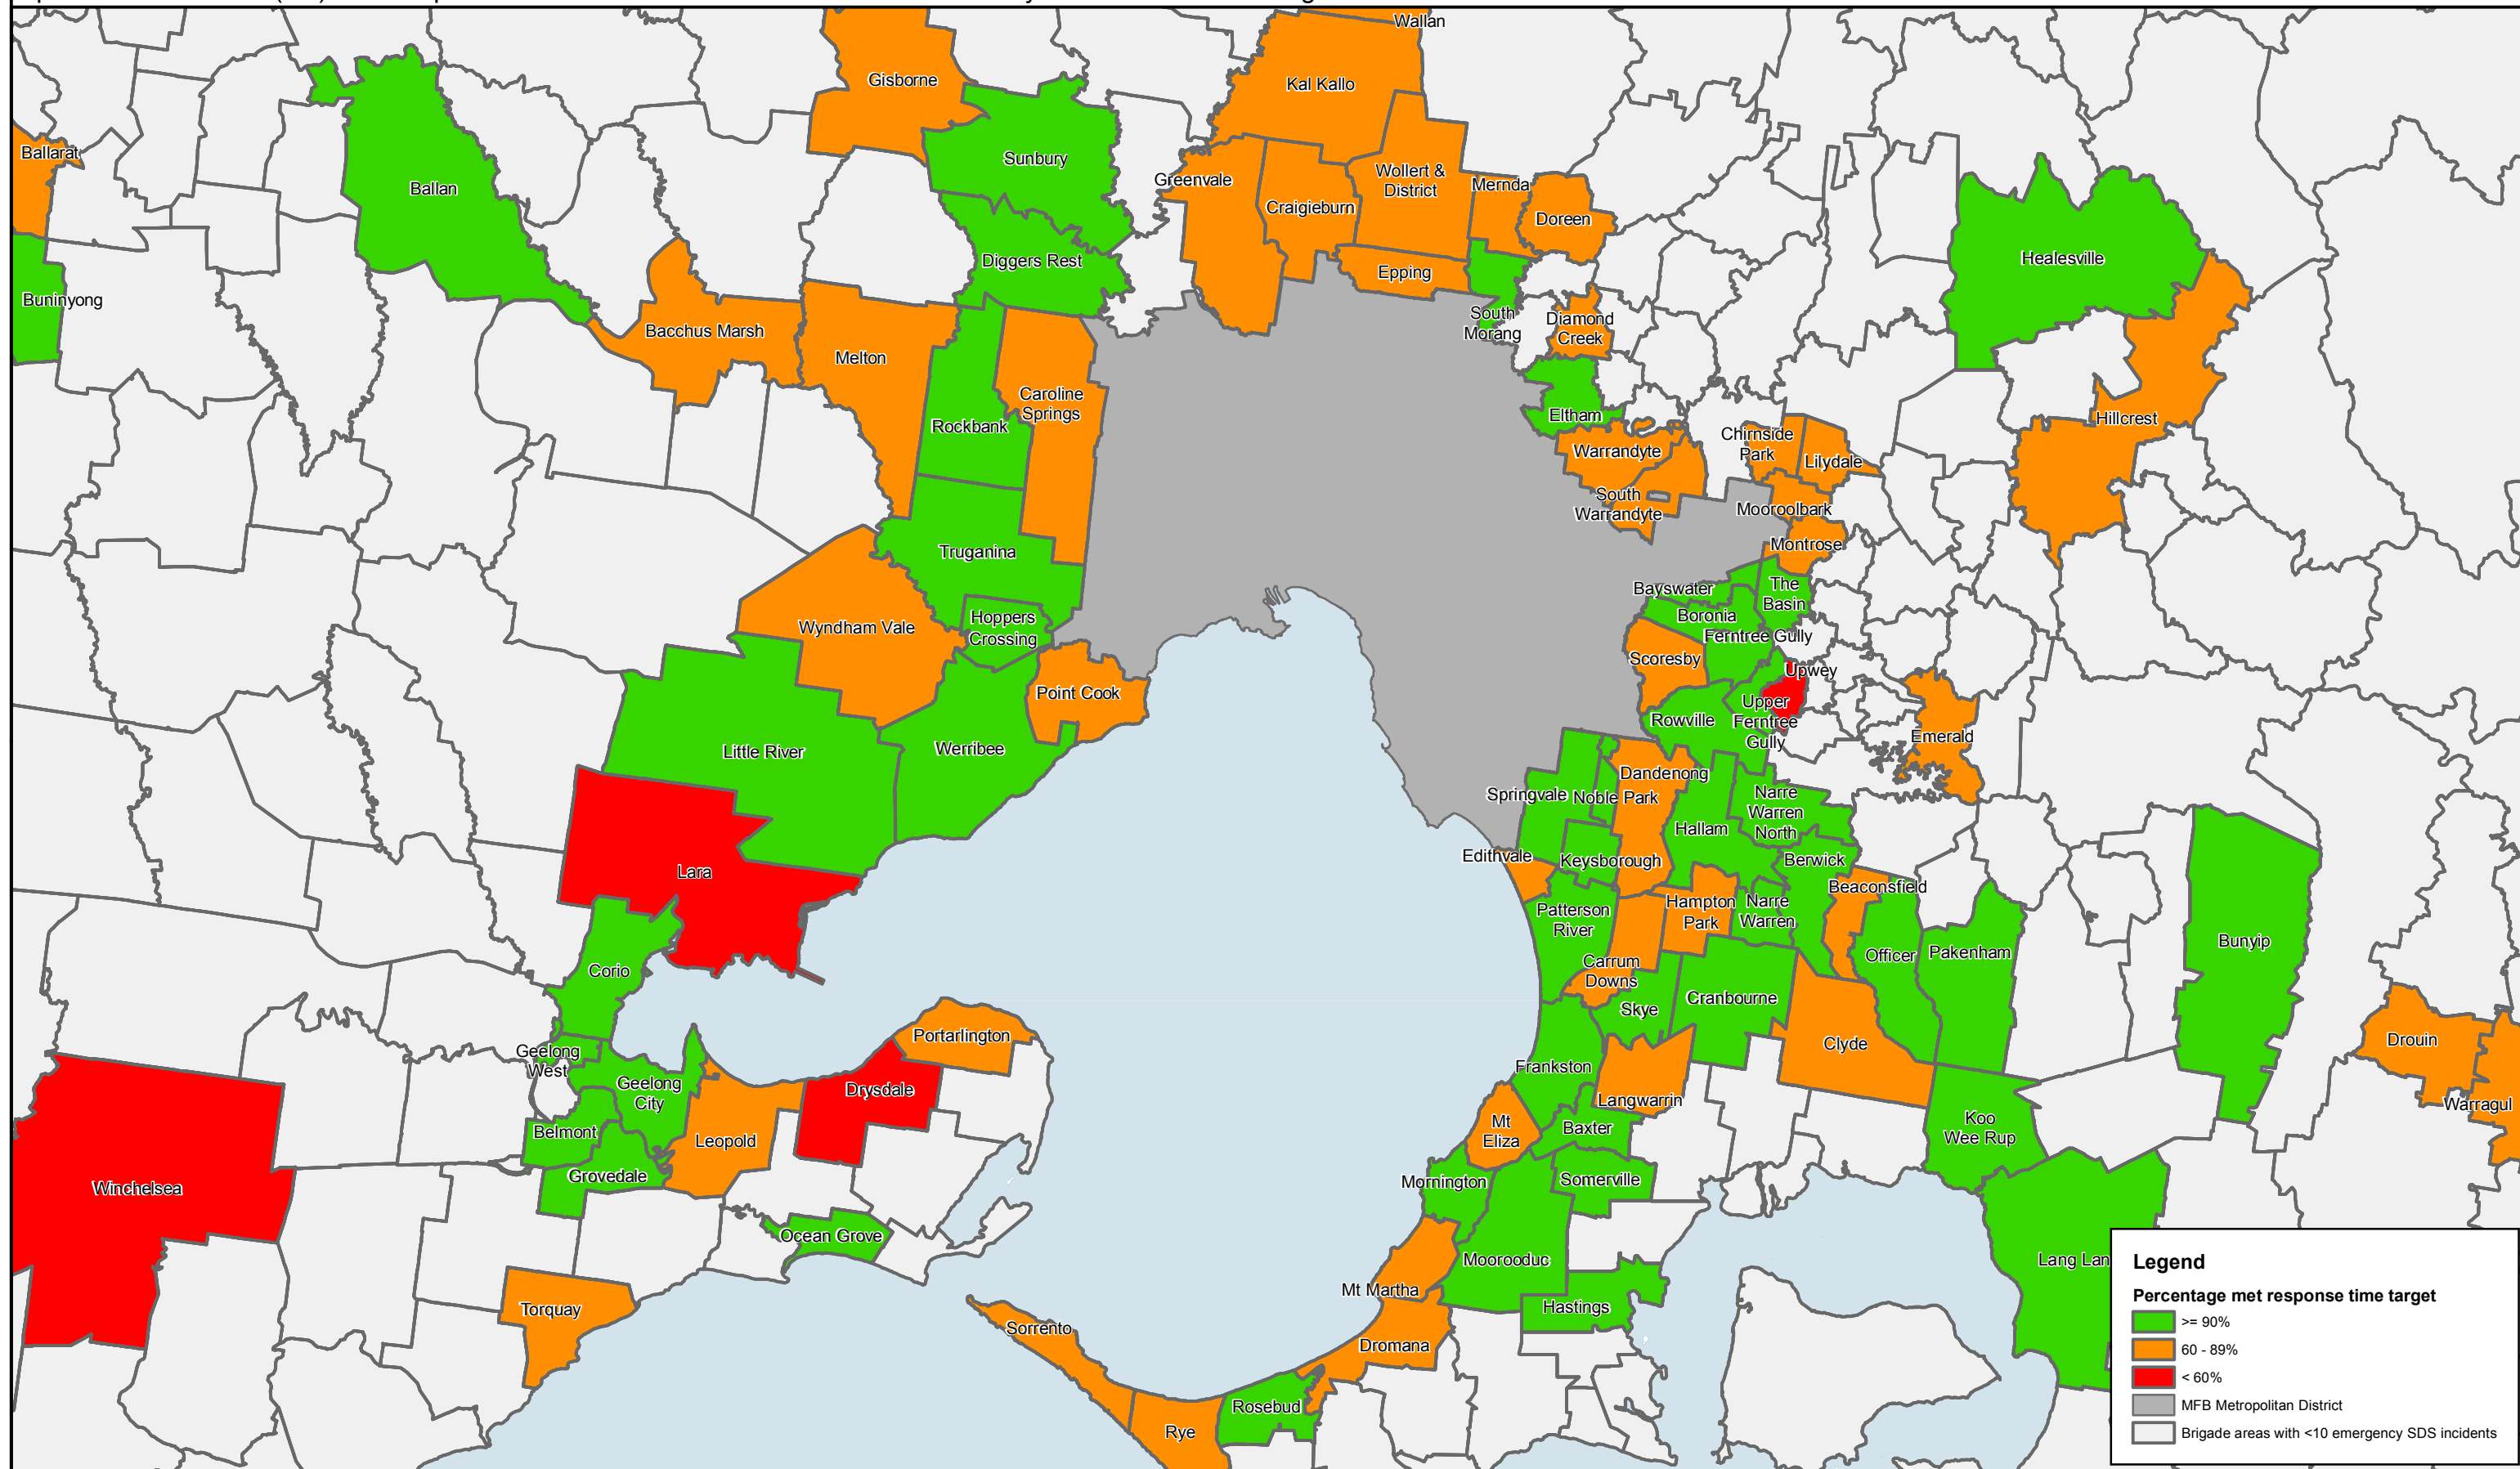 Wallan
Gisborne
Kal Kallo
Ballarat
Sunbury
Ballan
Greenvale
Wollert &
District
Mernda
Craigieburn
Doreen
Diggers Rest
Epping
Healesville
Buninyong
Bacchus Marsh
South
Morang
Diamond
Creek
Melton
Caroline
Springs
Rockbank
Eltham
Hillcrest
Warrandyte
Chirnside
Park
Lilydale
South
Warrandyte
Mooroolbark
Montrose
Truganina
Bayswater
The
Basin
Boronia
Hoppers
Crossing
Wyndham Vale
Ferntree Gully
Scoresby
Upwey
Point Cook
Upper
Ferntree
Gully
Rowville
Emerald
Little River
Werribee
Dandenong
Springvale
Noble Park
Narre
Warren
North
Hallam
Edithvale
Keysborough
Berwick
Lara
Beaconsfield
Patterson
River
Hampton
Park
Narre
Warren
Officer
Pakenham
Bunyip
Corio
Carrum
Downs
Skye
Cranbourne
Portarlington
Clyde
Drouin
Geelong
West
Geelong
City
Drysdale
Frankston
Langwarrin
Warragul
Belmont
Leopold
Mt
Eliza
Baxter
Koo
Wee Rup
Grovedale
Winchelsea
Mornington
Somerville
Ocean Grove
Moorooduc
Lang Lan
Mt Martha
Hastings
Torquay
Sorrento
Dromana
Rosebud
Rye
Legend
Percentage met response time target
>= 90%
60 - 89%
< 60%
MFB Metropolitan District
Brigade areas with <10 emergency SDS incidents